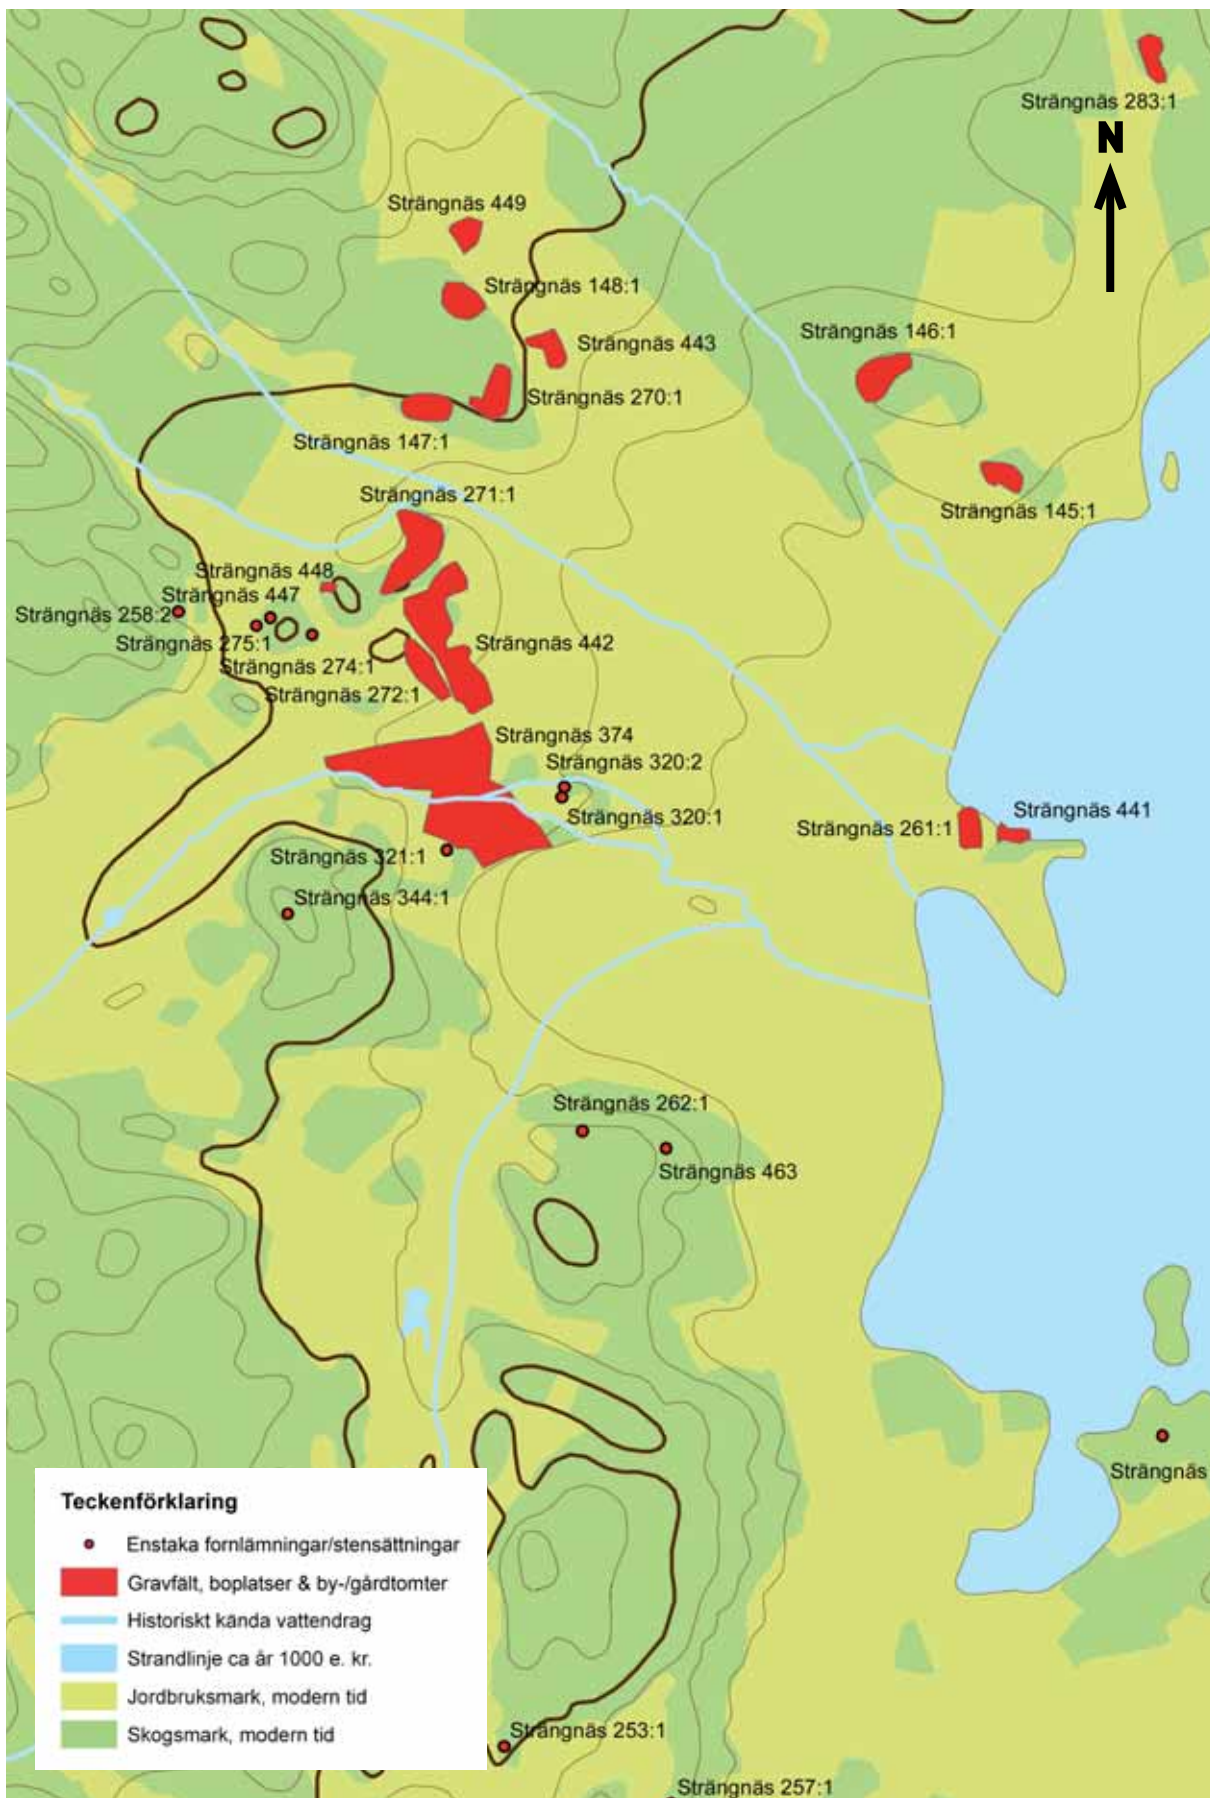 Strängnäs 283:1
N
Strängnäs 449
Strängnäs 148:1
Strängnäs 146:1
Strängnäs 443
Strängnäs 270:1
Strängnäs 147:1
Strängnäs 271:1
Strängnäs 145:1
Strängnäs 448
Strängnäs 447
Strängnäs 258:2
Strängnäs 275:1
Strängnäs 442
Strängnäs 274:1
Strängnäs 272:1
Strängnäs 374
Strängnäs 320:2
Strängnäs 441
Strängnäs 320:1
Strängnäs 261:1
Strängnäs 321:1
Strängnäs 344:1
Strängnäs 262:1
Strängnäs 463
Strängnäs
Teckenförklaring
Enstaka fornlämningar/stensättningar
Gravfält, boplatser & by-/gårdtomter
Historiskt kända vattendrag
Strandlinje ca år 1000 e. kr.
Jordbruksmark, modern tid
Skogsmark, modern tid
Strängnäs 253:1
Strängnäs 257:1